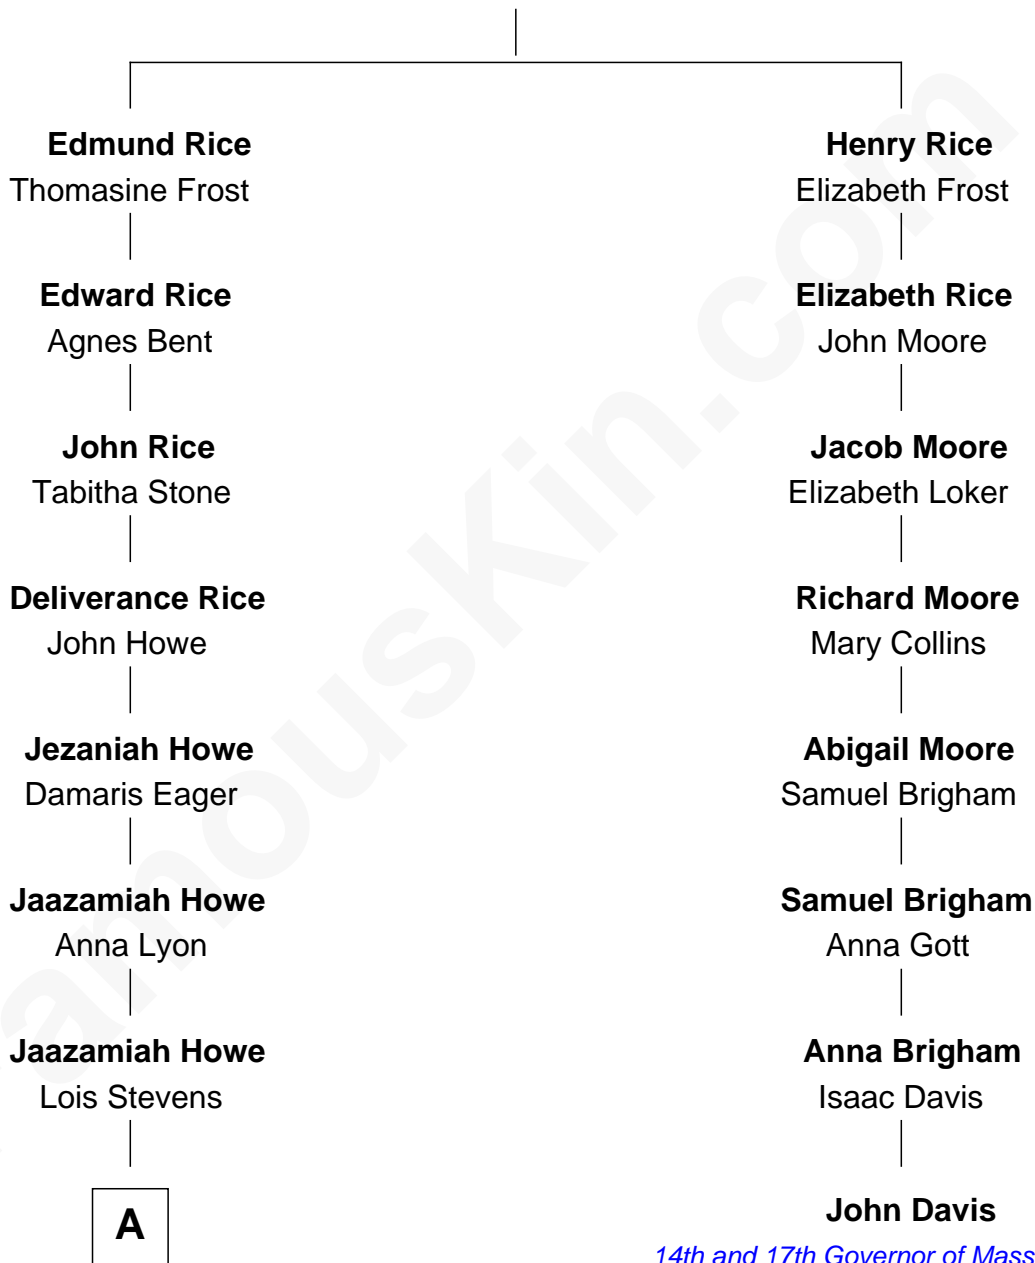 Edmund Rice
Thomasine Frost
Edward Rice
Agnes Bent
John Rice
Tabitha Stone
Deliverance Rice
John Howe
Jezaniah Howe
Damaris Eager
Jaazamiah Howe
Anna Lyon
Jaazamiah Howe
Lois Stevens
A
Henry Rice
Elizabeth Frost
Elizabeth Rice
John Moore
Jacob Moore
Elizabeth Loker
Richard Moore
Mary Collins
Abigail Moore
Samuel Brigham
Samuel Brigham
Anna Gott
Anna Brigham
Isaac Davis
John Davis
14th and 17th Governor of Mass
amouskin.com